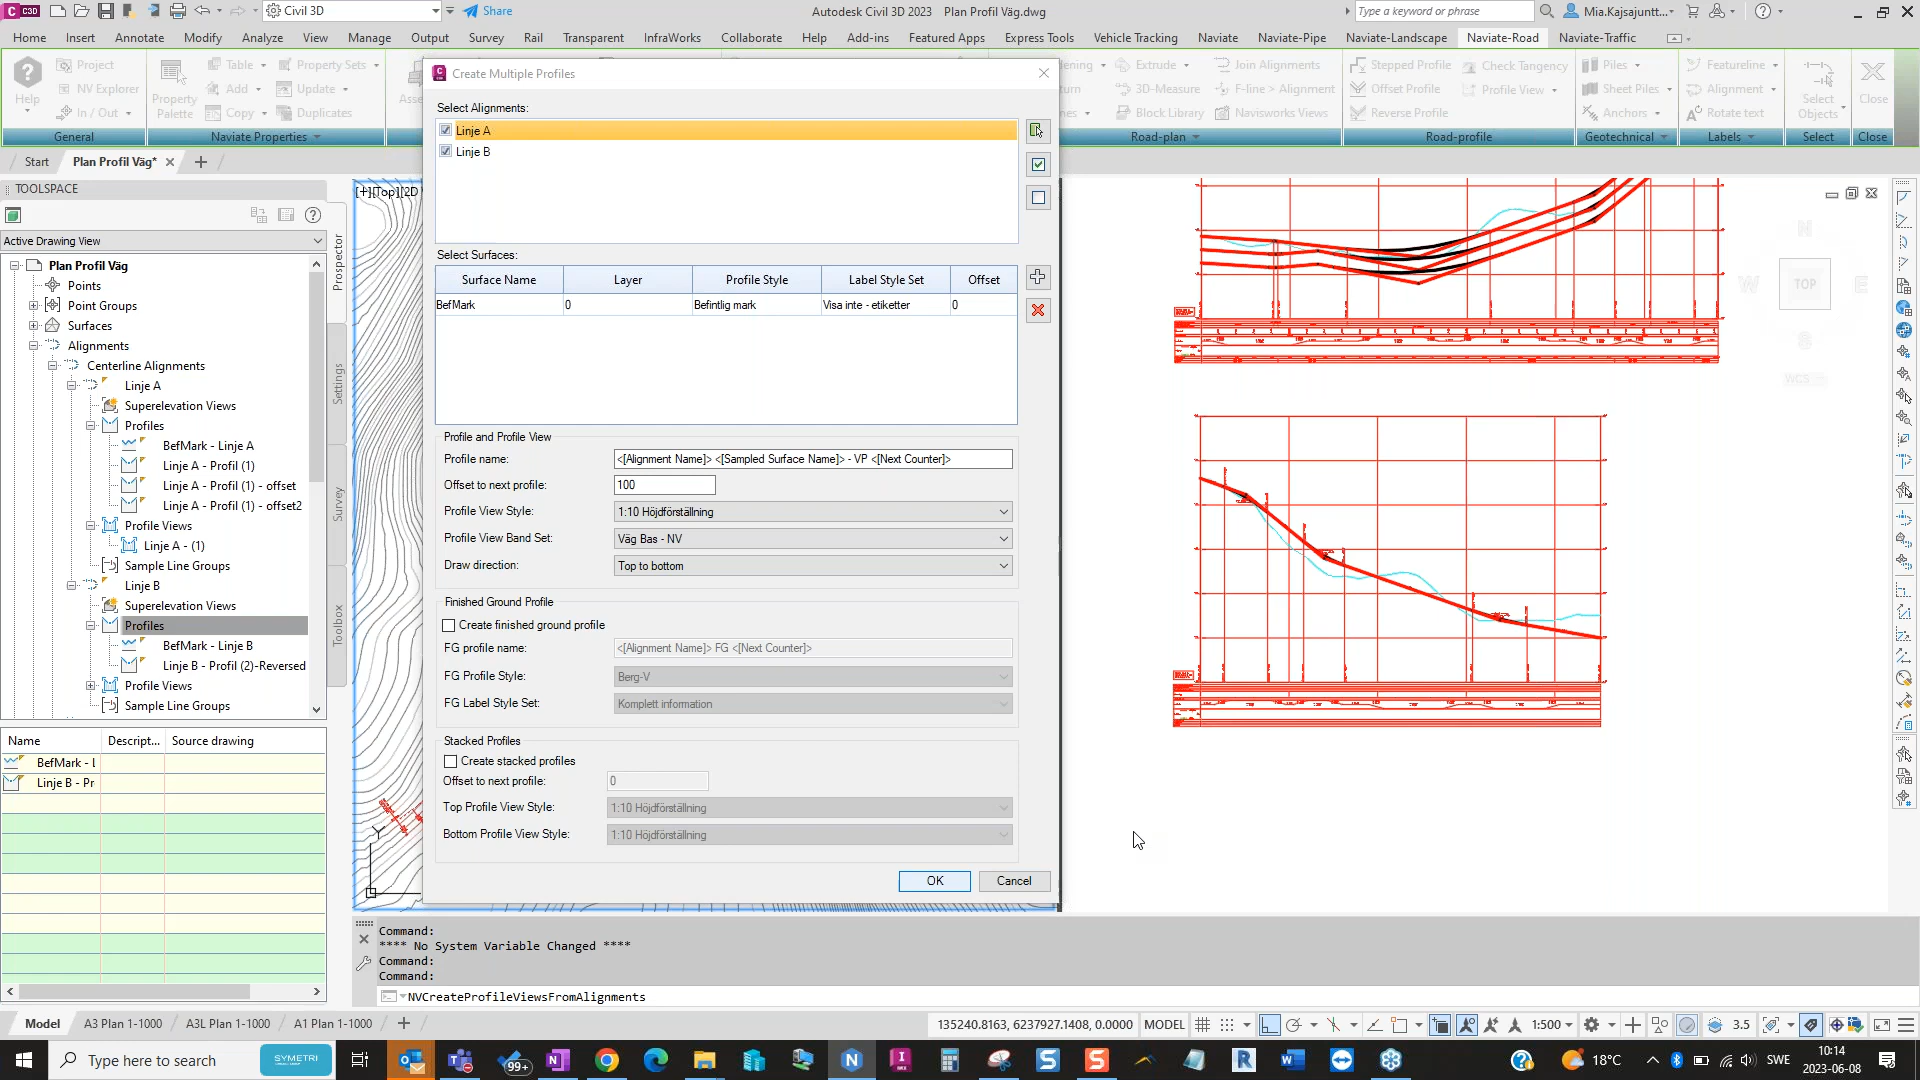 C3D
Civil 3D
Share
Autodesk Civil 3D 2023 Plan Profil Väg.dwg
Type a keyword or phrase
Mia.Kajsajuntt...
Home Insert Annotate Modify Analyze View Manage Output Survey Rail Transparent InfraWorks Collaborate Help Add-ins Featured Apps Express Tools Vehicle Tracking Naviate Naviate-Pipe Naviate-Landscape Naviate-Road Naviate-Traffic
Help
Project
NV Explorer
In / Out
General
Property Palette
Table
Add
Copy
Property Sets
Update
Duplicates
Naviate Properties
Extrude
3D-Measure
Block Library
Join Alignments
F-line > Alignment
Navisworks Views
Road-plan
Stepped Profile
Offset Profile
Reverse Profile
Check Tangency
Profile View
Road-profile
Piles
Sheet Piles
Anchors
Geotechnical
Featureline
Alignment
Rotate text
Labels
Select Objects
Select
Close
Close
Start
Plan Profil Väg*
TOOLSPACE
Active Drawing View
Plan Profil Väg
Points
Point Groups
Surfaces
Alignments
Centerline Alignments
Linje A
Superelevation Views
Profiles
BefMark - Linje A
Linje A - Profil (1)
Linje A - Profil (1) - offset
Linje A - Profil (1) - offset2
Profile Views
Linje A - (1)
Sample Line Groups
Linje B
Superelevation Views
Profiles
BefMark - Linje B
Linje B - Profil (2)-Reversed
Profile Views
Sample Line Groups
Prospector
Settings
Survey
Toolbox
Name Descript... Source drawing
BefMark - L
Linje B - Pr
[+][Top][2D
Create Multiple Profiles
Select Alignments:
Linje A
Linje B
Select Surfaces:
Surface Name Layer Profile Style Label Style Set Offset
BefMark 0 Befintlig mark Visa inte - etiketter 0
Profile and Profile View
Profile name: <[Alignment Name]> <[Sampled Surface Name]> - VP <[Next Counter]>
Offset to next profile: 100
Profile View Style: 1:10 Höjdförställning
Profile View Band Set: Väg Bas - NV
Draw direction: Top to bottom
Finished Ground Profile
Create finished ground profile
FG profile name: <[Alignment Name]> FG <[Next Counter]>
FG Profile Style: Berg-V
FG Label Style Set: Komplett information
Stacked Profiles
Create stacked profiles
Offset to next profile: 0
Top Profile View Style: 1:10 Höjdförställning
Bottom Profile View Style: 1:10 Höjdförställning
OK Cancel
N
W TOP E
S
WCS
Y
Command:
**** No System Variable Changed ****
Command:
Command:
NVCreateProfileViewsFromAlignments
Model A3 Plan 1-1000 A3L Plan 1-1000 A1 Plan 1-1000
135240.8163, 6237927.1408, 0.0000 MODEL
1:500
3.5
Type here to search
SYMETRI
99+
18°C
SWE
10:14
2023-06-08